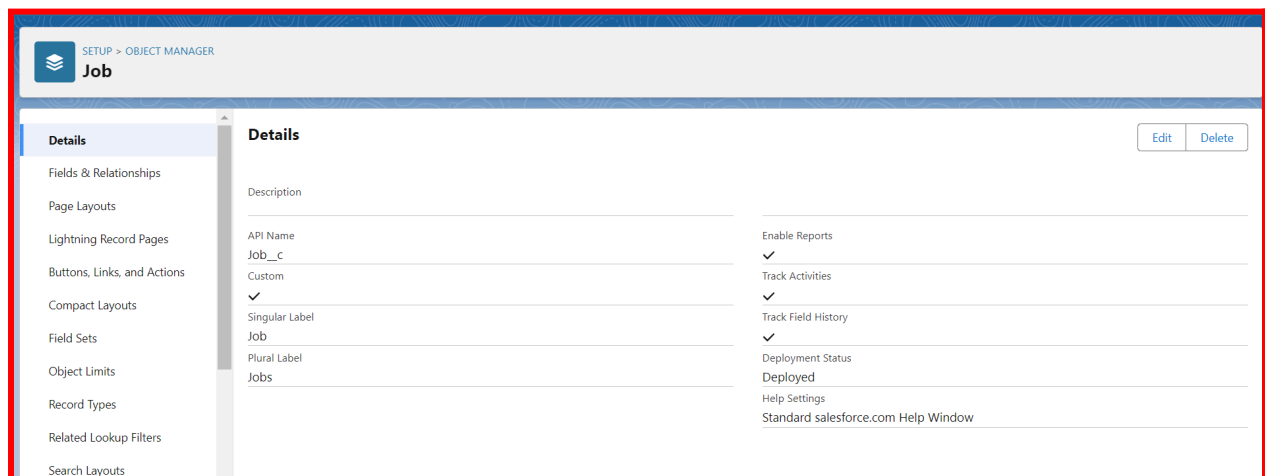 SETUP > OBJECT MANAGER
Job
Details
Fields & Relationships
Page Layouts
Lightning Record Pages
Buttons, Links, and Actions
Compact Layouts
Field Sets
Object Limits
Record Types
Related Lookup Filters
Search Layouts
Details
Edit Delete
Description
API Name
Job__c
Custom
Singular Label
Job
Plural Label
Jobs
Enable Reports
Track Activities
Track Field History
Deployment Status
Deployed
Help Settings
Standard salesforce.com Help Window